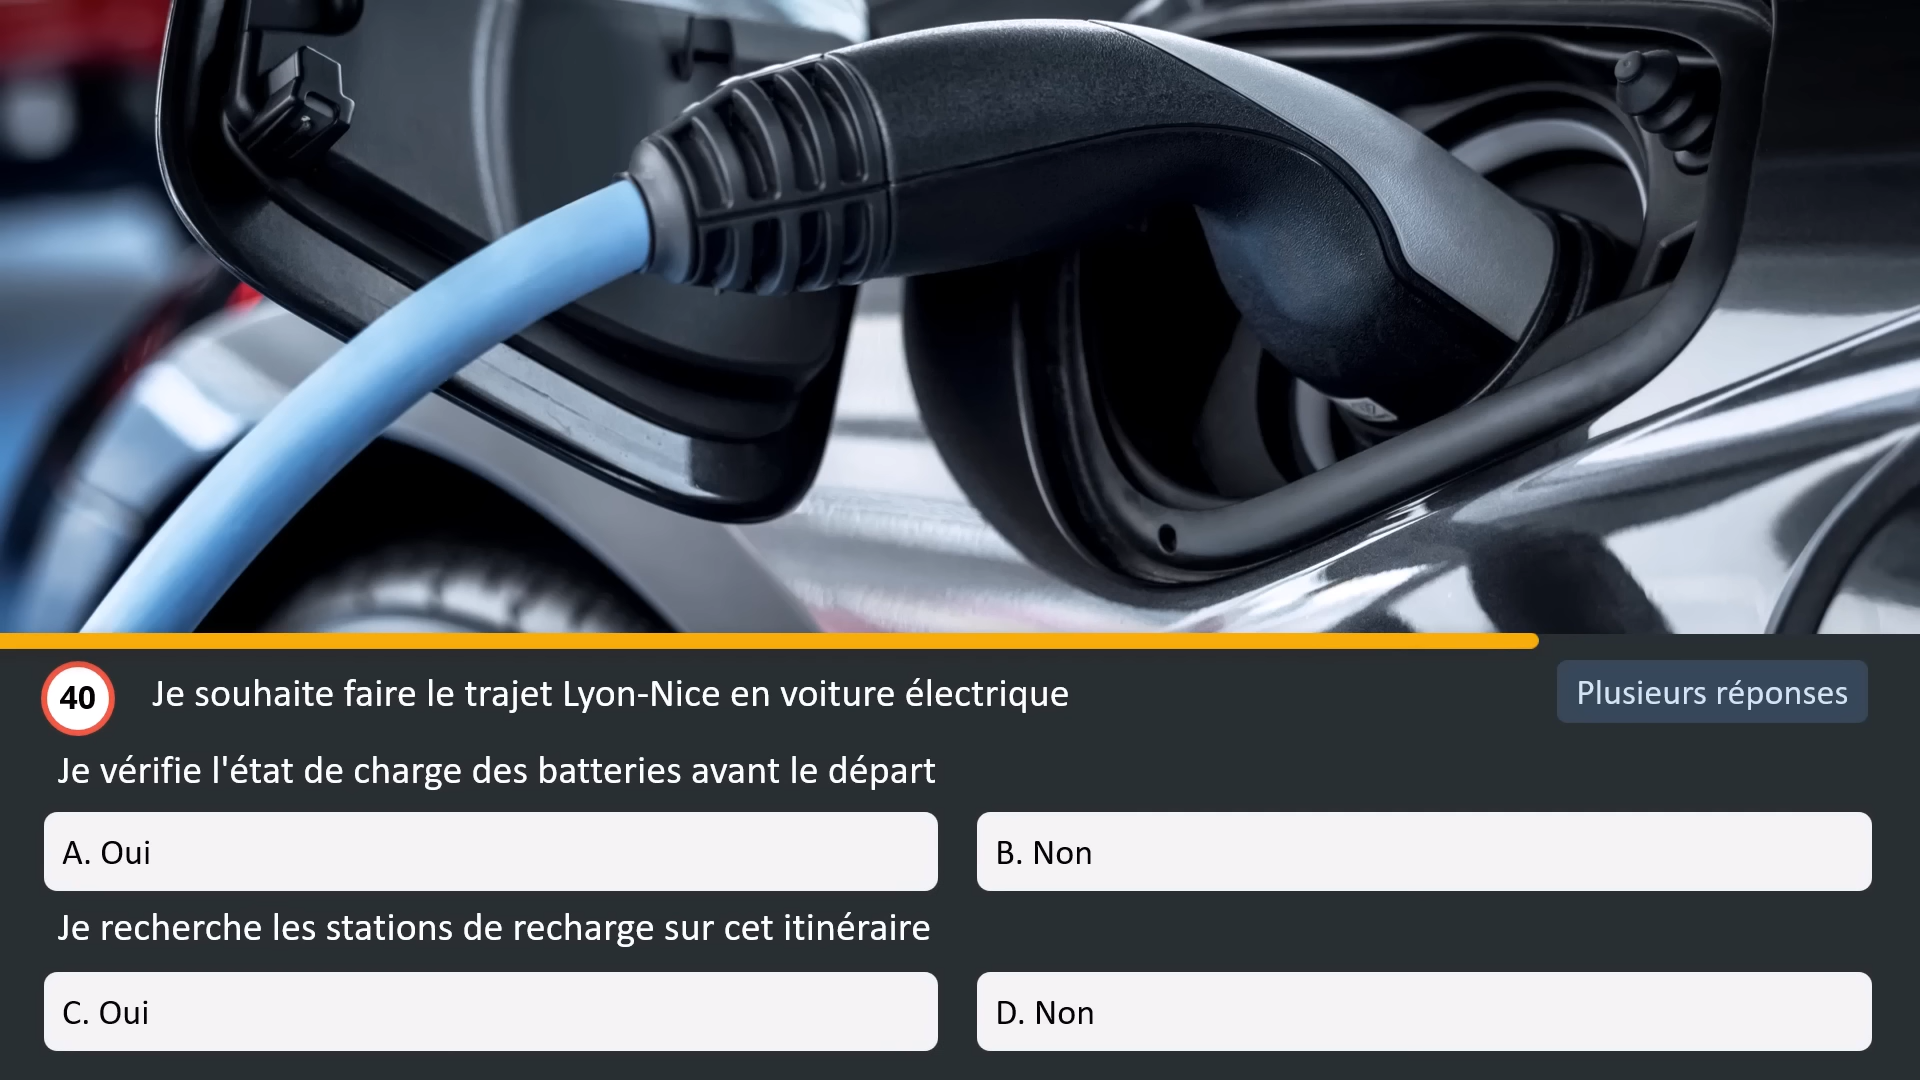 40 Je souhaite faire le trajet Lyon-Nice en voiture électrique Plusieurs réponses
Je vérifie l'état de charge des batteries avant le départ
A. Oui B. Non
Je recherche les stations de recharge sur cet itinéraire
C. Oui D. Non